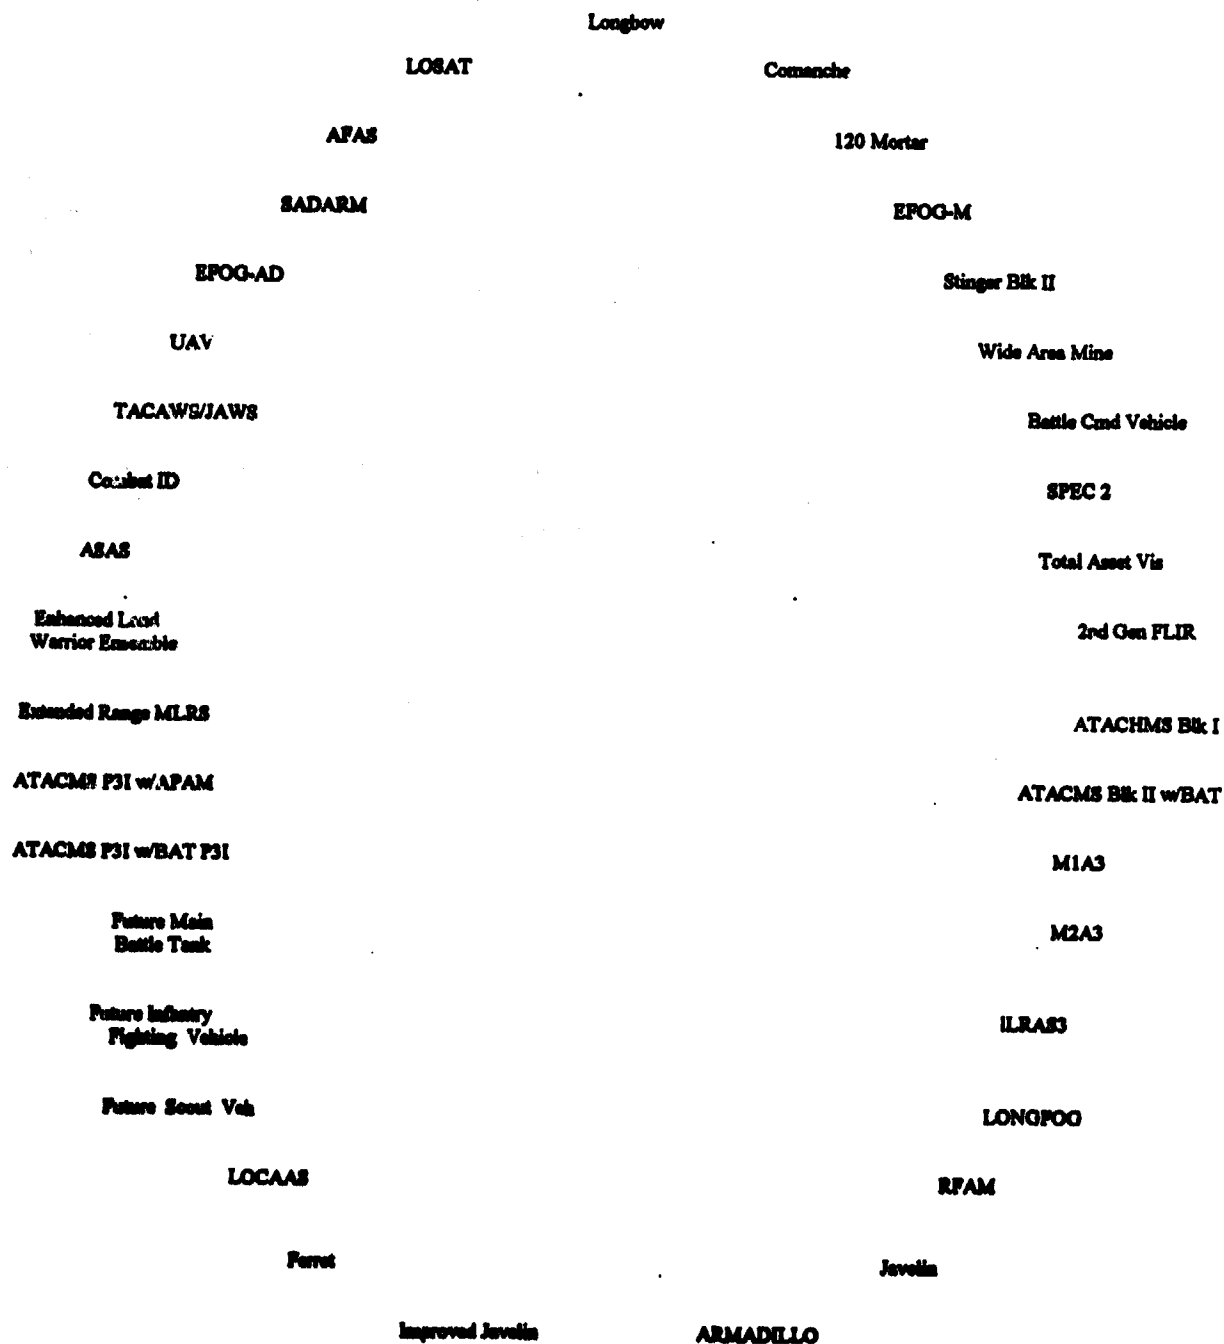 Longbow
LOSAT
Comanche
AFAS
120 Mortar
SADARM
EFOG-M
EFOG-AD
Stinger Blk II
UAV
Wide Area Mine
TACAWS/JAWS
Battle Cmd Vehicle
Combat ID
SPEC 2
ASAS
Total Asset Vis
Enhanced Land
Warrior Ensemble
2nd Gen FLIR
Extended Range MLRS
ATACHMS Blk I
ATACMS P3I w/APAM
ATACMS Blk II w/BAT
ATACMS P3I w/BAT P3I
M1A3
Future Main
Battle Tank
M2A3
Future Infantry
Fighting Vehicle
ILRAS3
Future Scout Veh
LONGFOG
LOCAAS
RFAM
Ferret
Javelin
Improved Javelin
ARMADILLO